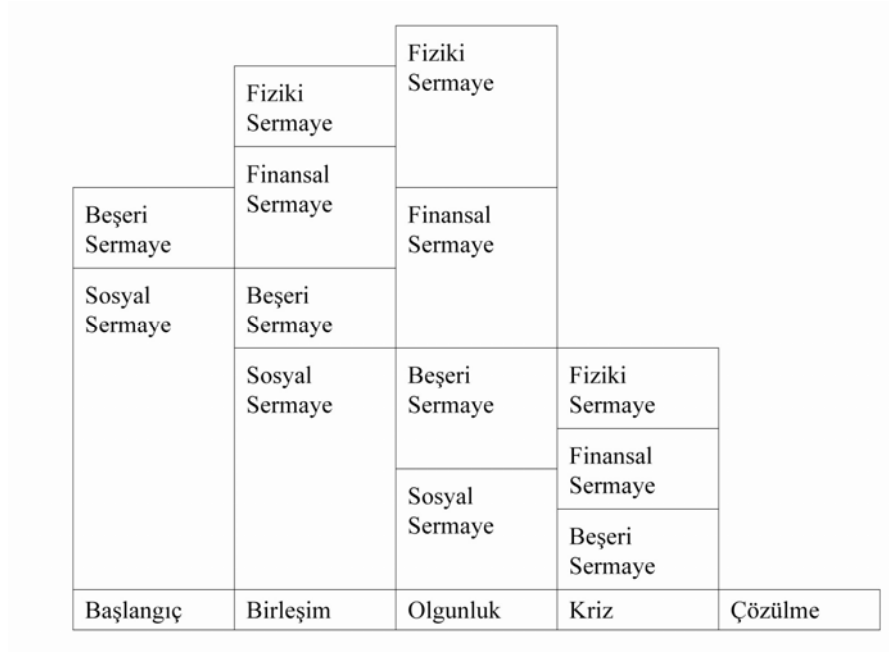 Fiziki
Sermaye
Fiziki
Sermaye
Finansal
Sermaye
Beşeri
Sermaye
Finansal
Sermaye
Sosyal
Sermaye
Beşeri
Sermaye
Sosyal
Sermaye
Beşeri
Sermaye
Fiziki
Sermaye
Finansal
Sermaye
Sosyal
Sermaye
Beşeri
Sermaye
Başlangıç
Birleşim
Olgunluk
Kriz
Çözülme